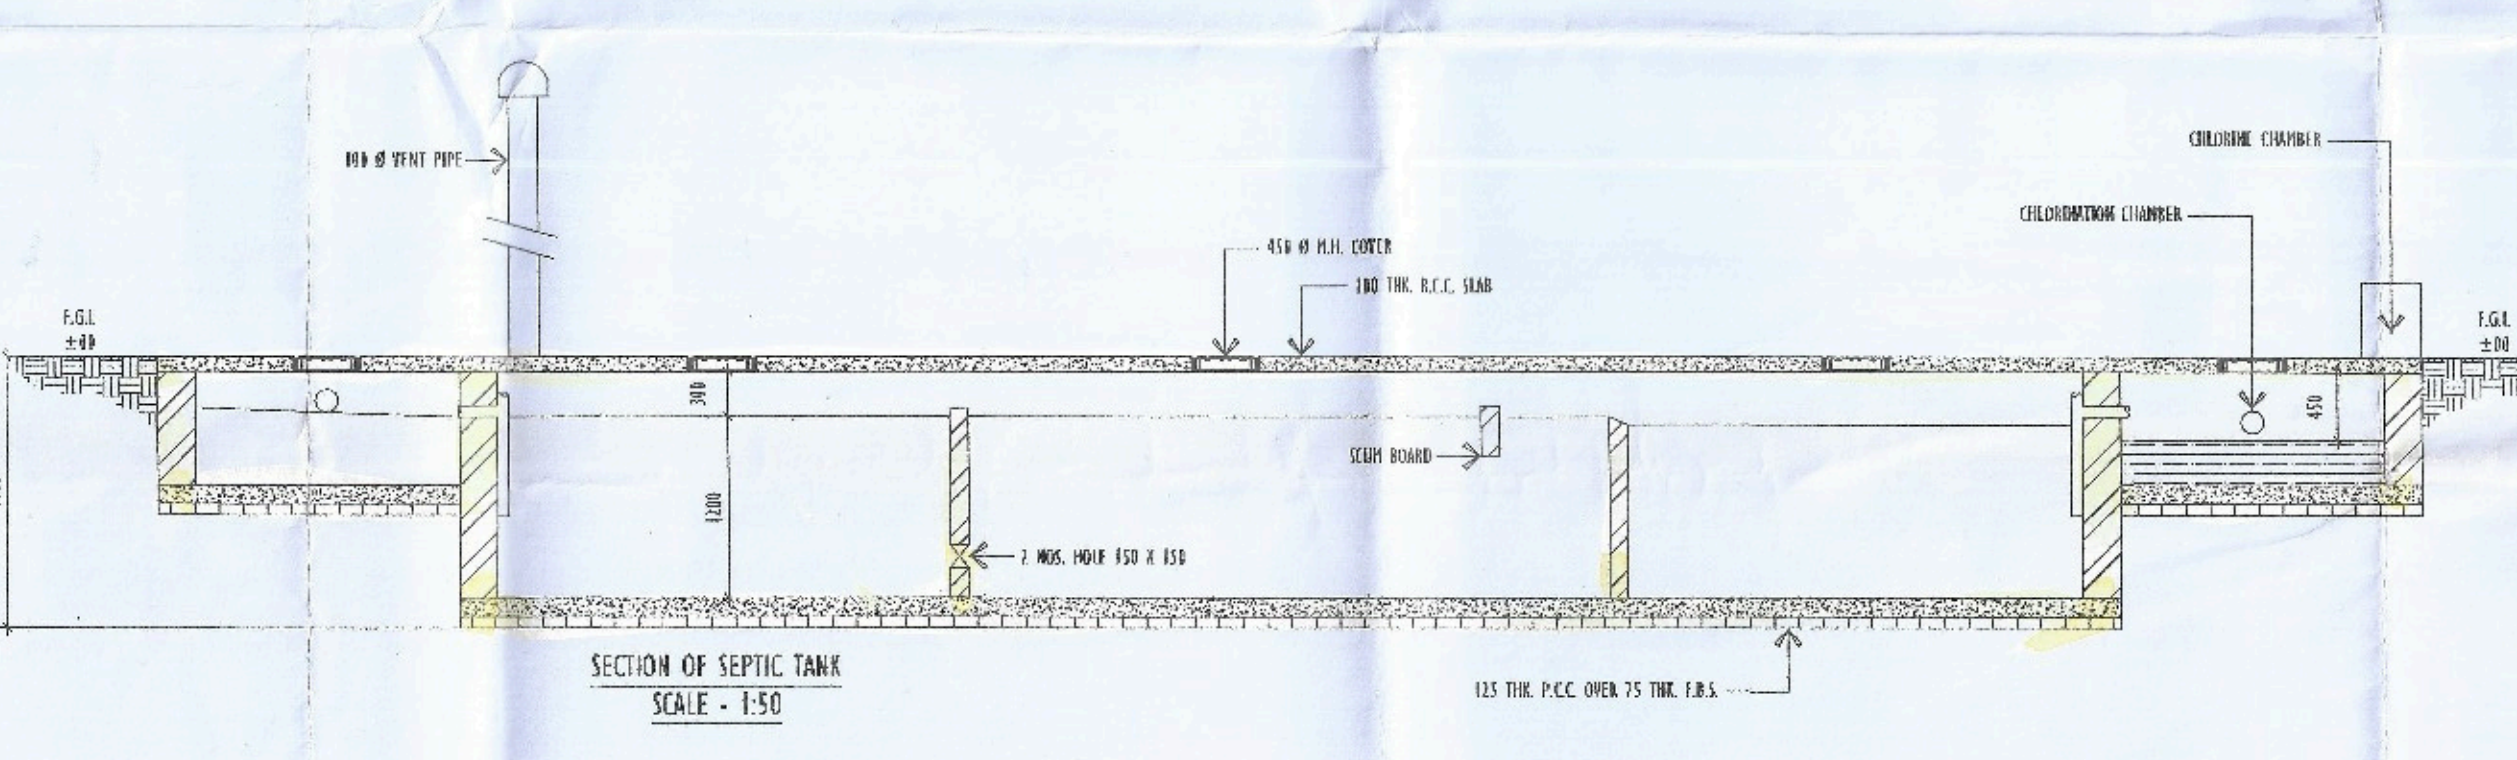 CHLORINE CHAMBER
Ø VENT PIPE
CHLORINATION CHAMBER
450 Ø M.H. COVER
100 THK. R.C.C. SLAB
F.G.L
±00
F.G.L
±00
300
450
SCUM BOARD
1200
2 NOS. HOLE 150 X 150
SECTION OF SEPTIC TANK
SCALE - 1:50
125 THK. P.C.C. OVER 75 THK. F.B.S.